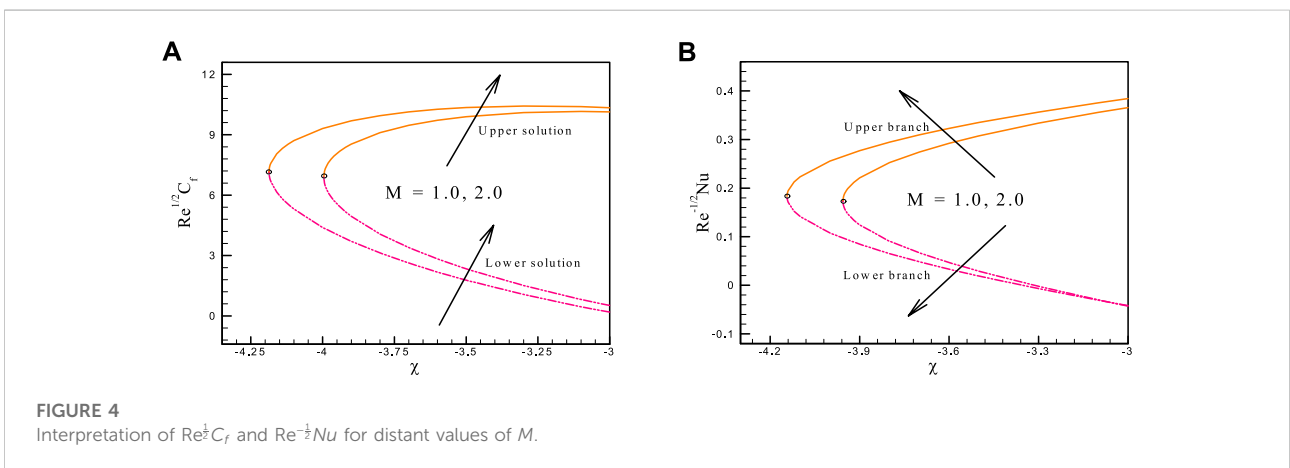 A
12
9
6
3
0
Re^1/2 C_f
Upper solution
M = 1.0, 2.0
Lower solution
-4.25 -4 -3.75 -3.5 -3.25 -3
χ
B
0.4
0.3
0.2
0.1
0
-0.1
Re^-1/2 Nu
Upper branch
M = 1.0, 2.0
Lower branch
-4.2 -3.9 -3.6 -3.3 -3
χ
FIGURE 4
Interpretation of Re^½ C_f and Re^-½ Nu for distant values of M.